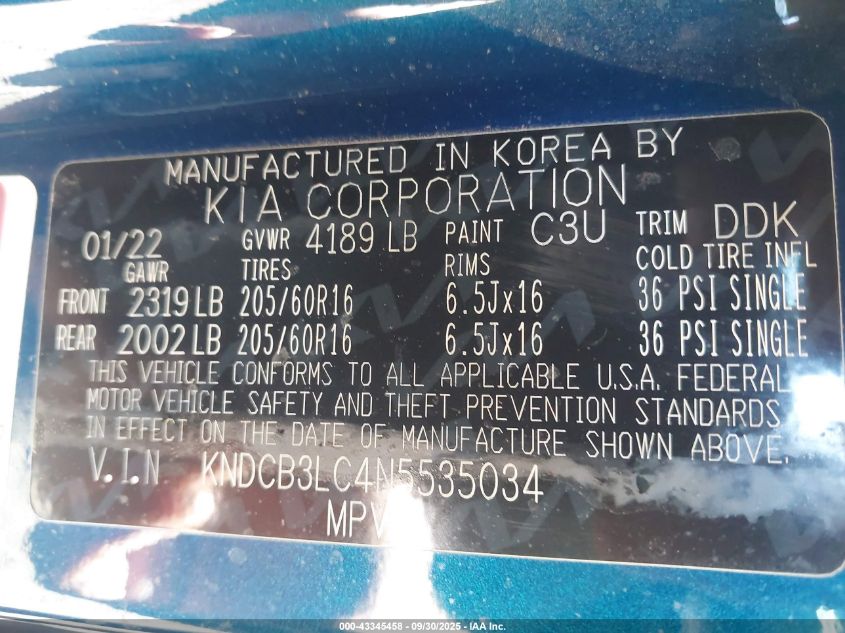 MANUFACTURED IN KOREA BY
KIA CORPORATION
01/22 GVWR 4189 LB PAINT C3U TRIM DDK
GAWR TIRES RIMS COLD TIRE INFL
FRONT 2319 LB 205/60R16 6.5Jx16 36 PSI SINGLE
REAR 2002 LB 205/60R16 6.5Jx16 36 PSI SINGLE
THIS VEHICLE CONFORMS TO ALL APPLICABLE U.S.A. FEDERAL
MOTOR VEHICLE SAFETY AND THEFT PREVENTION STANDARDS
IN EFFECT ON THE DATE OF MANUFACTURE SHOWN ABOVE.
V.I.N KNDCB3LC4N5535034
MPV
000-43345458 - 09/30/2025 - IAA Inc.